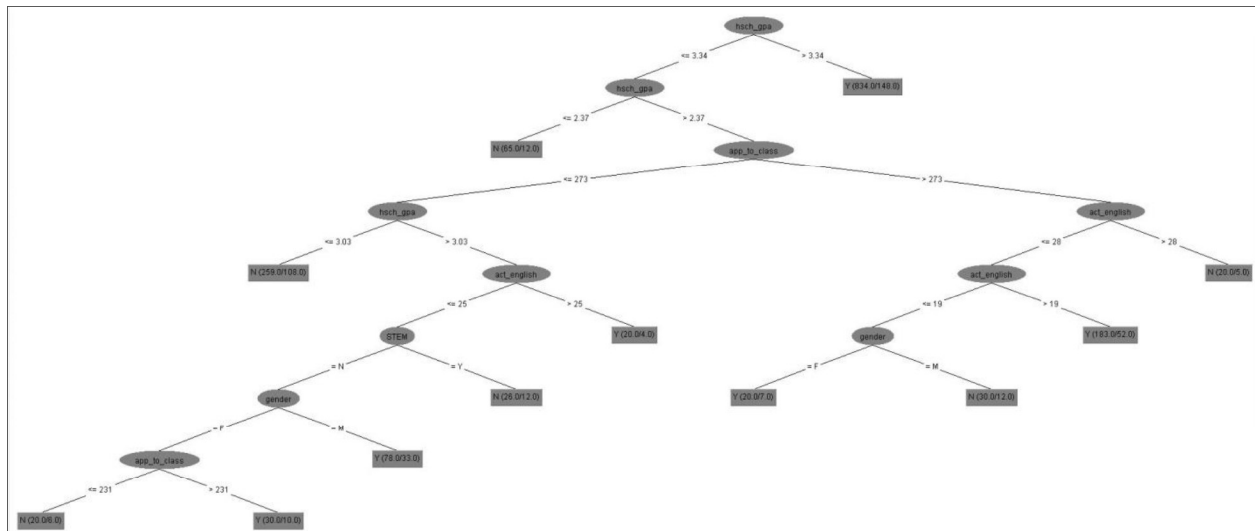 hsch_gpa
<= 3.34 > 3.34
hsch_gpa Y (834.0/148.0)
<= 2.37 > 2.37
N (65.0/12.0) app_to_class
<= 273 > 273
hsch_gpa act_english
<= 3.03 > 3.03 <= 28 > 28
N (259.0/108.0) act_english act_english N (20.0/5.0)
<= 25 > 25 <= 19 > 19
STEM Y (20.0/4.0) gender Y (183.0/52.0)
= N = Y = F = M
gender N (26.0/12.0) Y (20.0/7.0) N (30.0/12.0)
= F = M
app_to_class Y (78.0/33.0)
<= 231 > 231
N (20.0/6.0) Y (30.0/10.0)